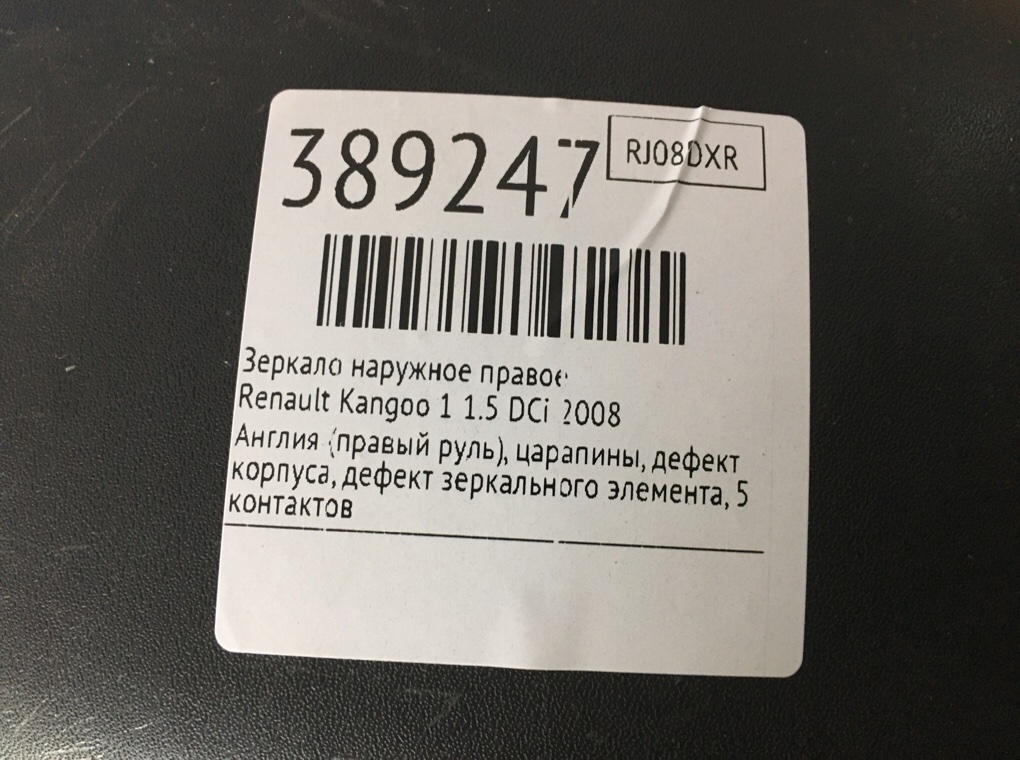 389247
RJ08DXR
Зеркало наружное правое
Renault Kangoo 1 1.5 DCi 2008
Англия (правый руль), царапины, дефект
корпуса, дефект зеркального элемента, 5
контактов